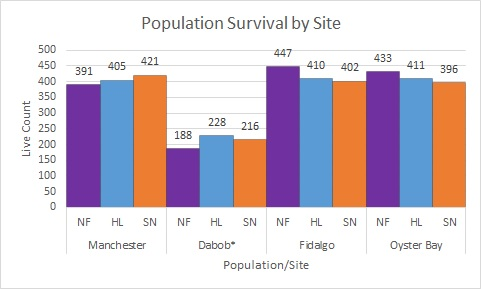 Population Survival by Site
Live Count
500
450
400
350
300
250
200
150
100
50
0
391 405 421 188 228 216 447 410 402 433 411 396
NF HL SN NF HL SN NF HL SN NF HL SN
Manchester Dabob* Fidalgo Oyster Bay
Population/Site